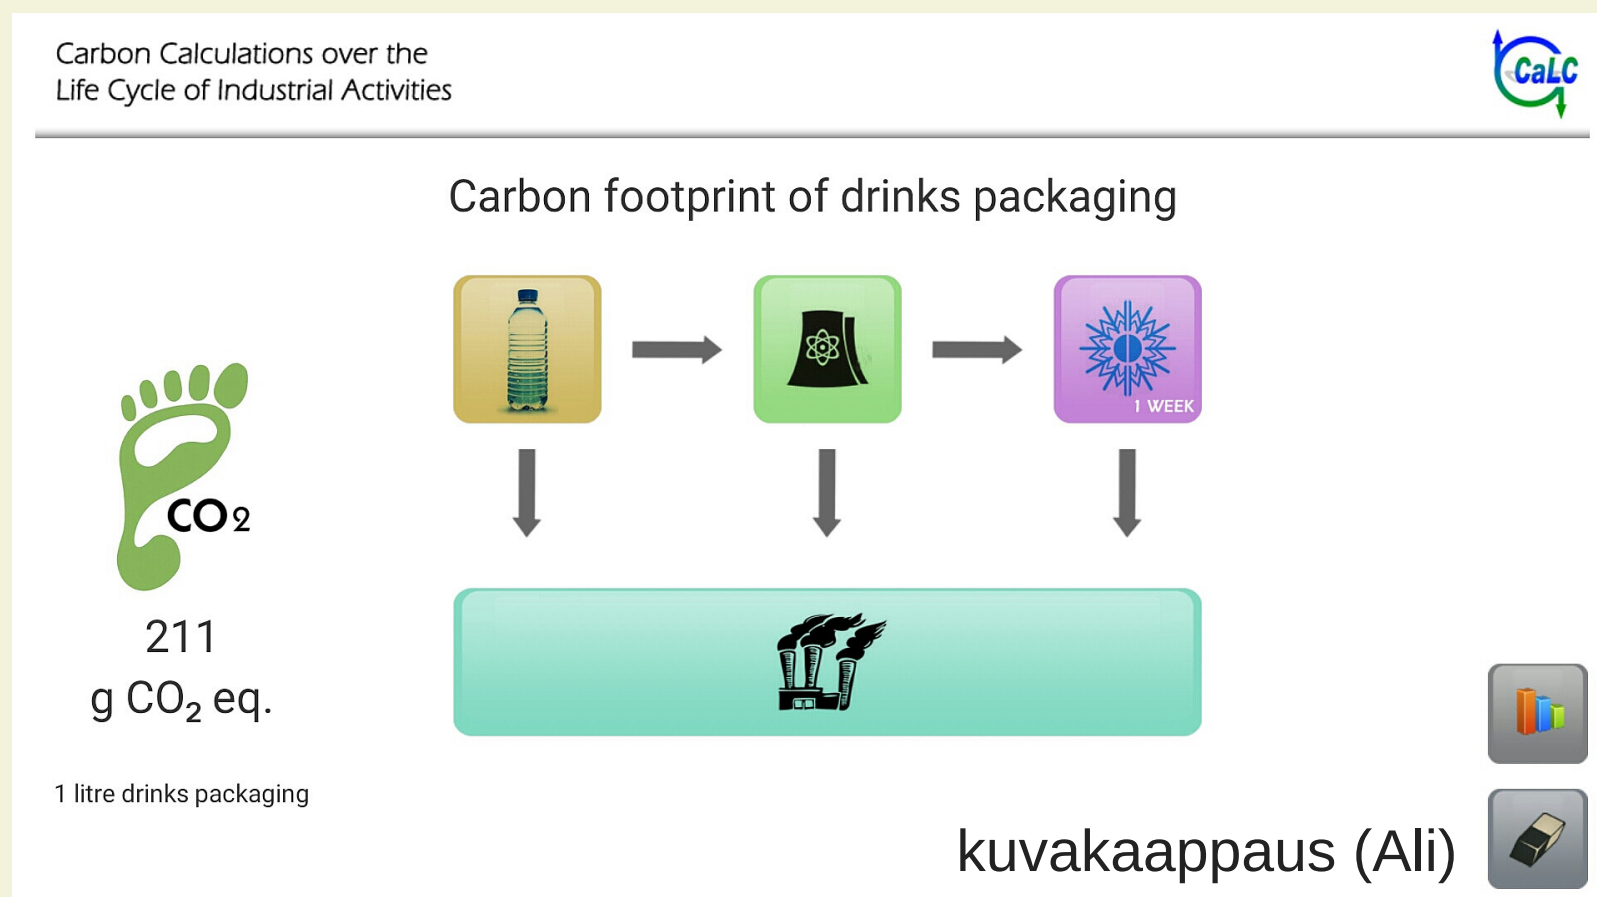 Carbon Calculations over the
Life Cycle of Industrial Activities
CaLC
Carbon footprint of drinks packaging
1 WEEK
CO2
211
g CO₂ eq.
1 litre drinks packaging
kuvakaappaus (Ali)